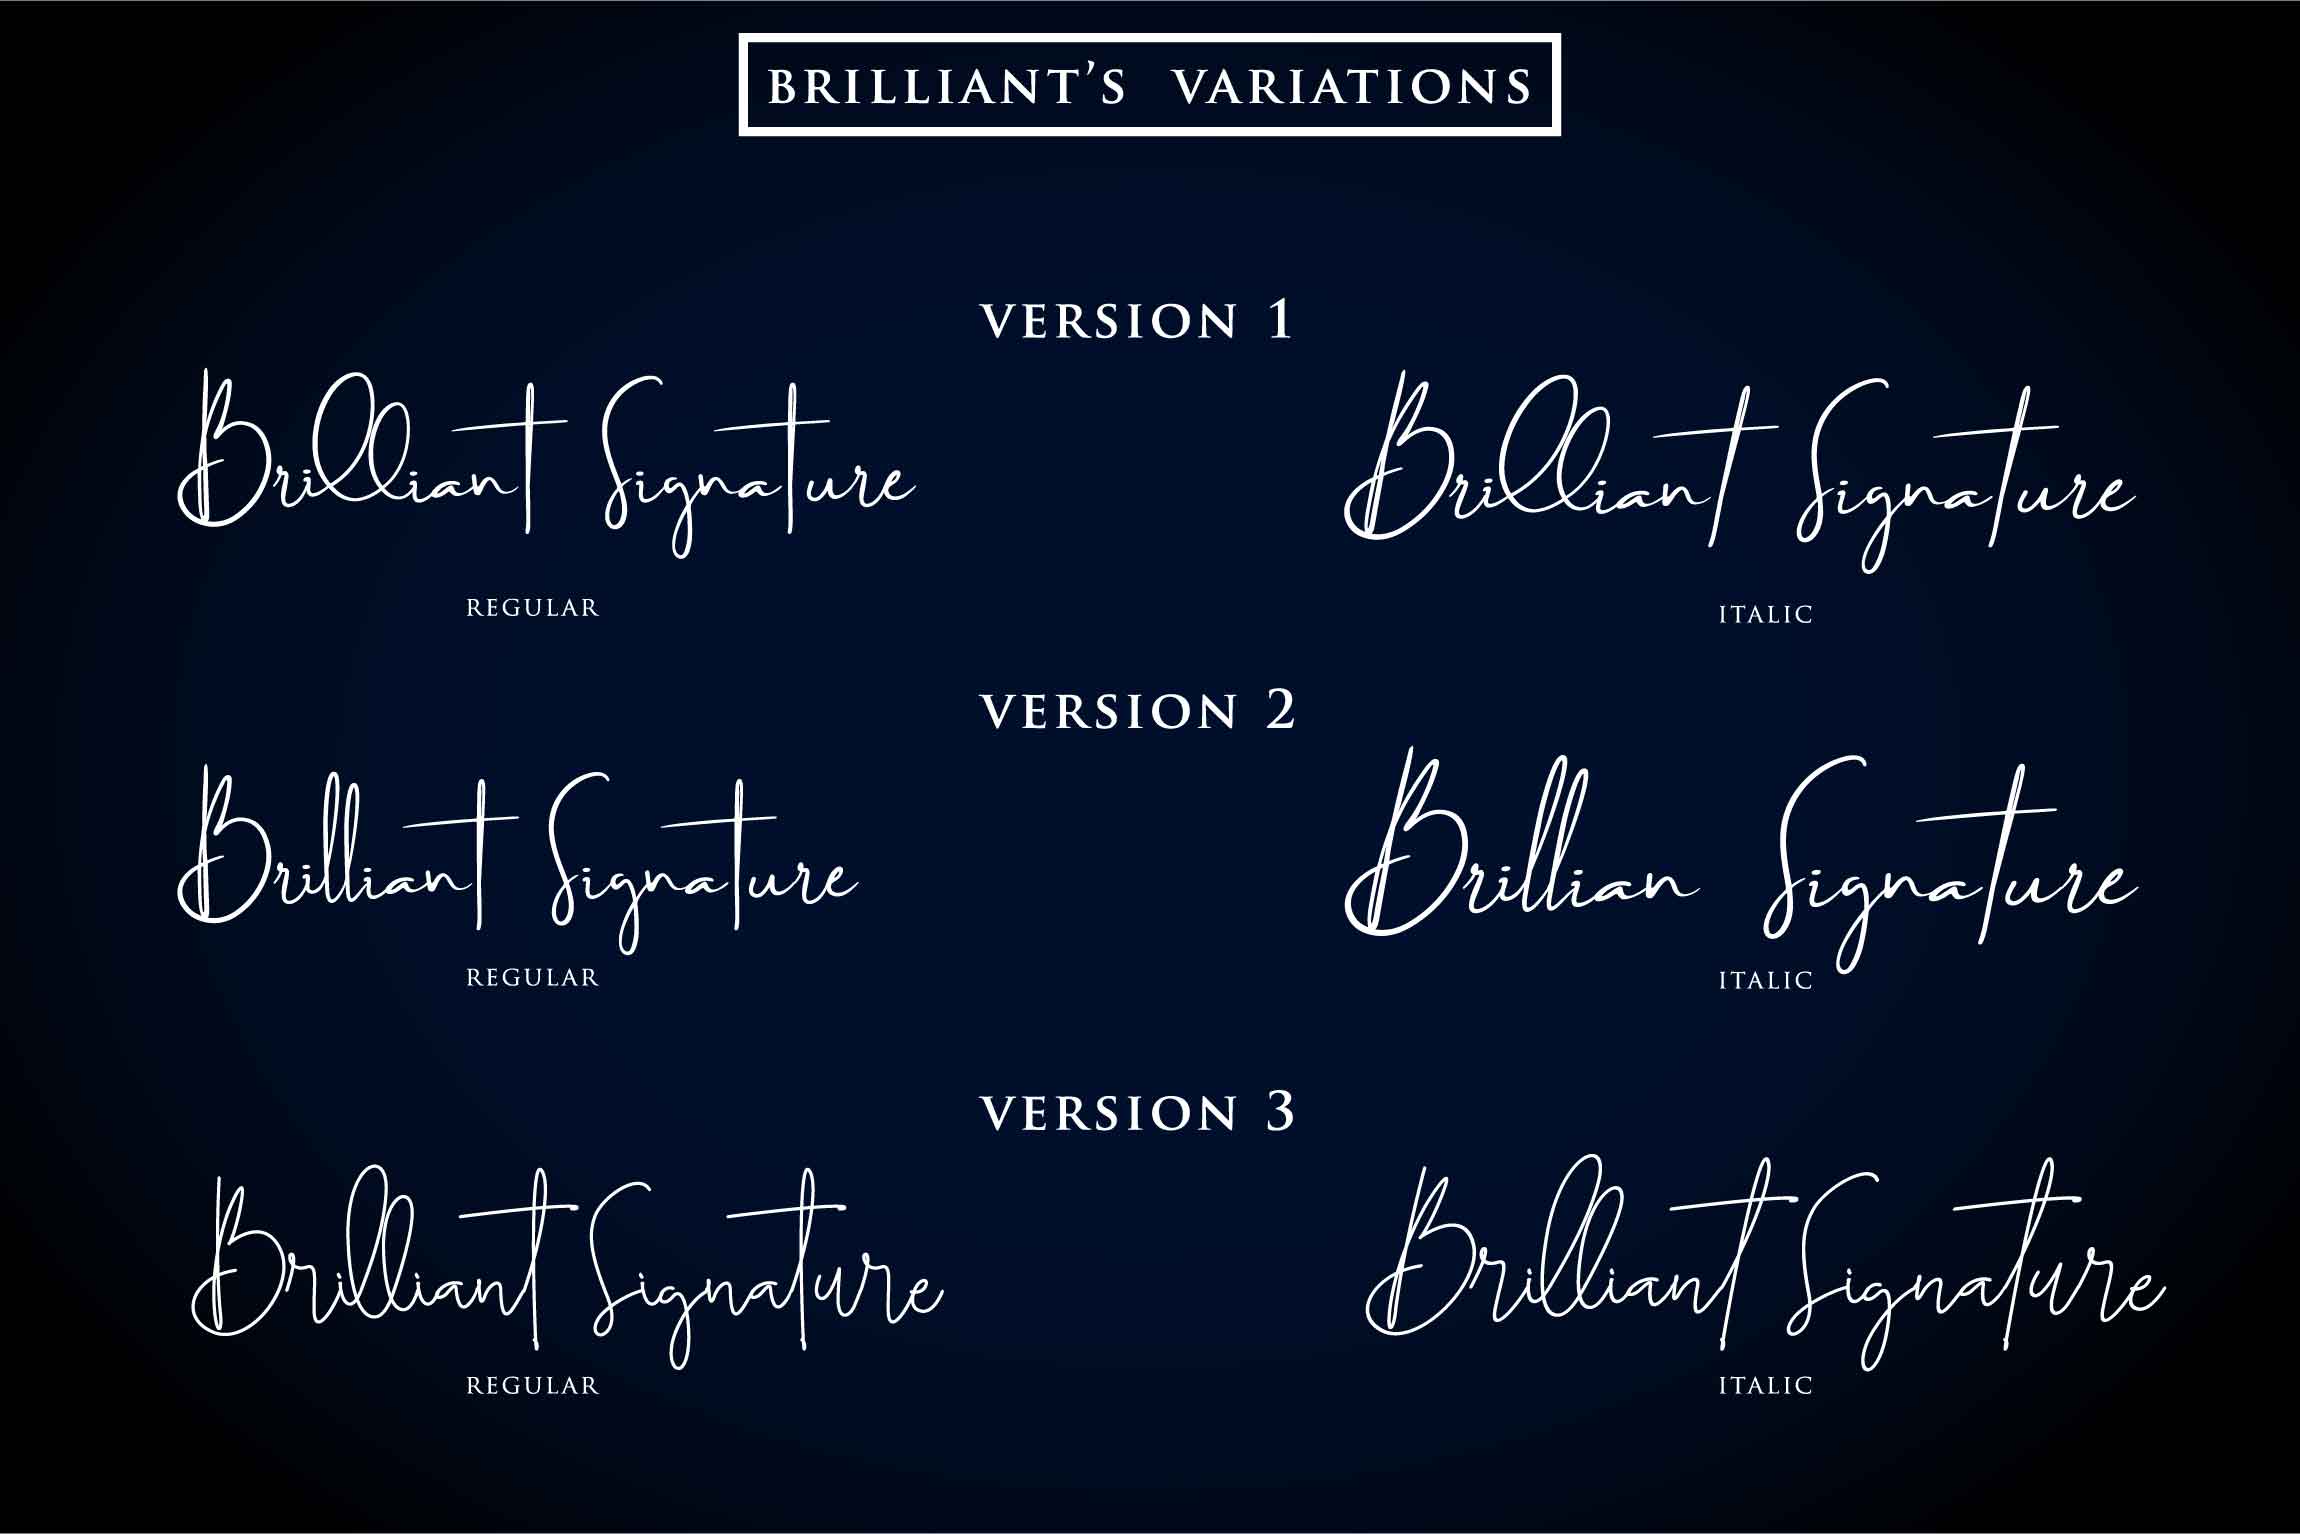 BRILLIANT'S VARIATIONS
VERSION 1
Brilliant Signature
Brilliant Signature
REGULAR
ITALIC
VERSION 2
Brilliant Signature
Brillian Signature
REGULAR
ITALIC
VERSION 3
Brilliant Signature
Brilliant Signature
REGULAR
ITALIC